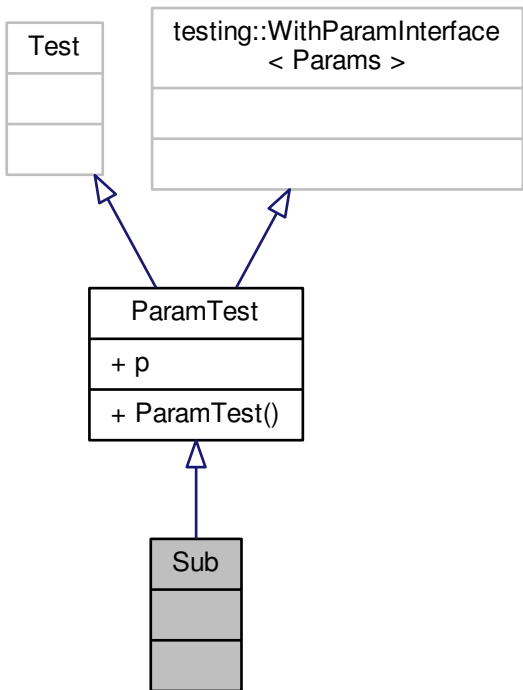 Test
testing::WithParamInterface
< Params >
ParamTest
+ p
+ ParamTest()
Sub